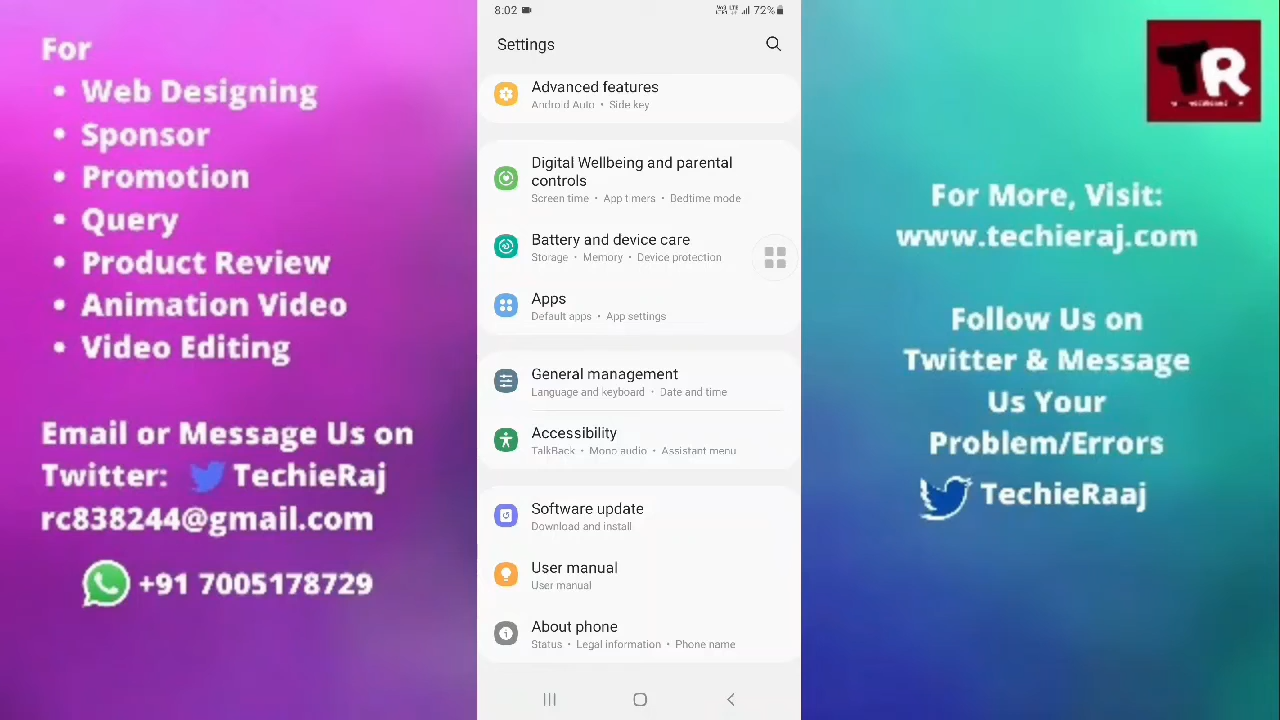 For
• Web Designing
• Sponsor
• Promotion
• Query
• Product Review
• Animation Video
• Video Editing
Email or Message Us on
Twitter: TechieRaj
rc838244@gmail.com
+91 7005178729
8:02
72%
Settings
Advanced features
Android Auto • Side key
Digital Wellbeing and parental
controls
Screen time • App t mers • Bedtime mode
Battery and device care
Storage • Memory • Device protection
Apps
Default apps • App settings
General management
Language and keyboard • Date and time
Accessibility
TalkBack • Mono audio • Assistant menu
Software update
Download and install
User manual
User manual
About phone
Status • Legal information • Phone name
TR
For More, Visit:
www.techieraj.com
Follow Us on
Twitter & Message
Us Your
Problem/Errors
TechieRaaj